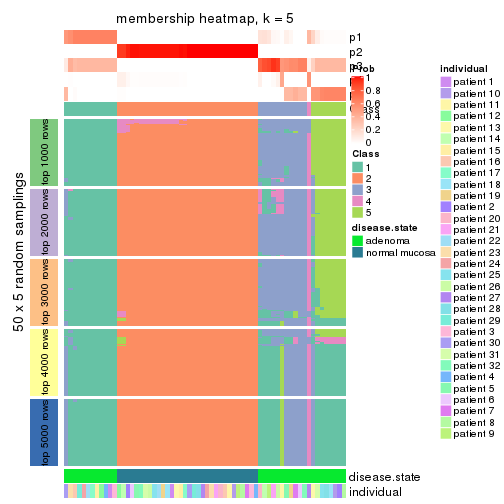 membership heatmap, k = 5
p1
p2
p3
Prob
1
0.8
0.6
0.4
0.2
0
Class
Class
1
2
3
4
5
disease.state
adenoma
normal mucosa
individual
patient 1
patient 10
patient 11
patient 12
patient 13
patient 14
patient 15
patient 16
patient 17
patient 18
patient 19
patient 2
patient 20
patient 21
patient 22
patient 23
patient 24
patient 25
patient 26
patient 27
patient 28
patient 29
patient 3
patient 30
patient 31
patient 32
patient 4
patient 5
patient 6
patient 7
patient 8
patient 9
50 x 5 random samplings
top 1000 rows
top 2000 rows
top 3000 rows
top 4000 rows
top 5000 rows
disease.state
individual